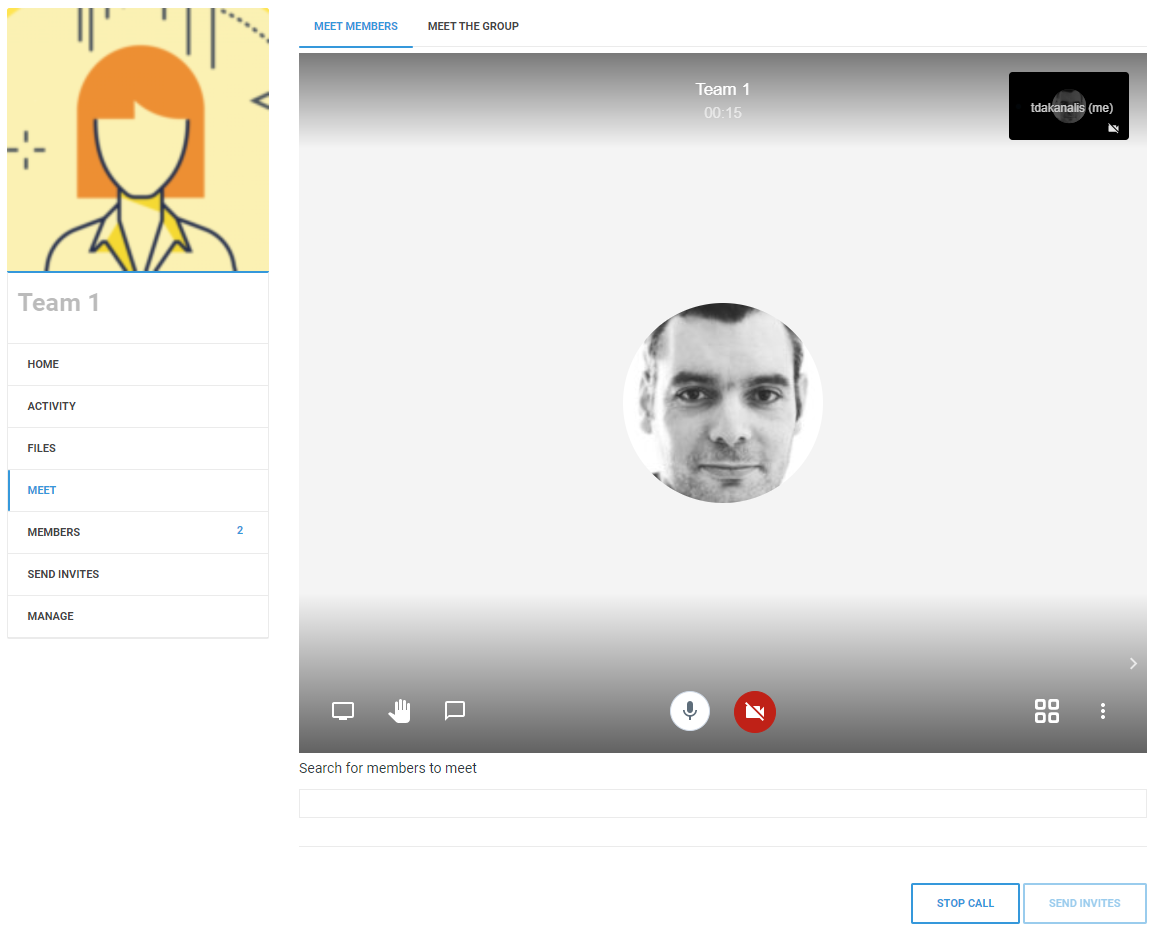 MEET MEMBERS
MEET THE GROUP
Team 1
00:15
tdakanalis (me)
Team 1
HOME
ACTIVITY
FILES
MEET
MEMBERS 2
SEND INVITES
MANAGE
Search for members to meet
STOP CALL
SEND INVITES